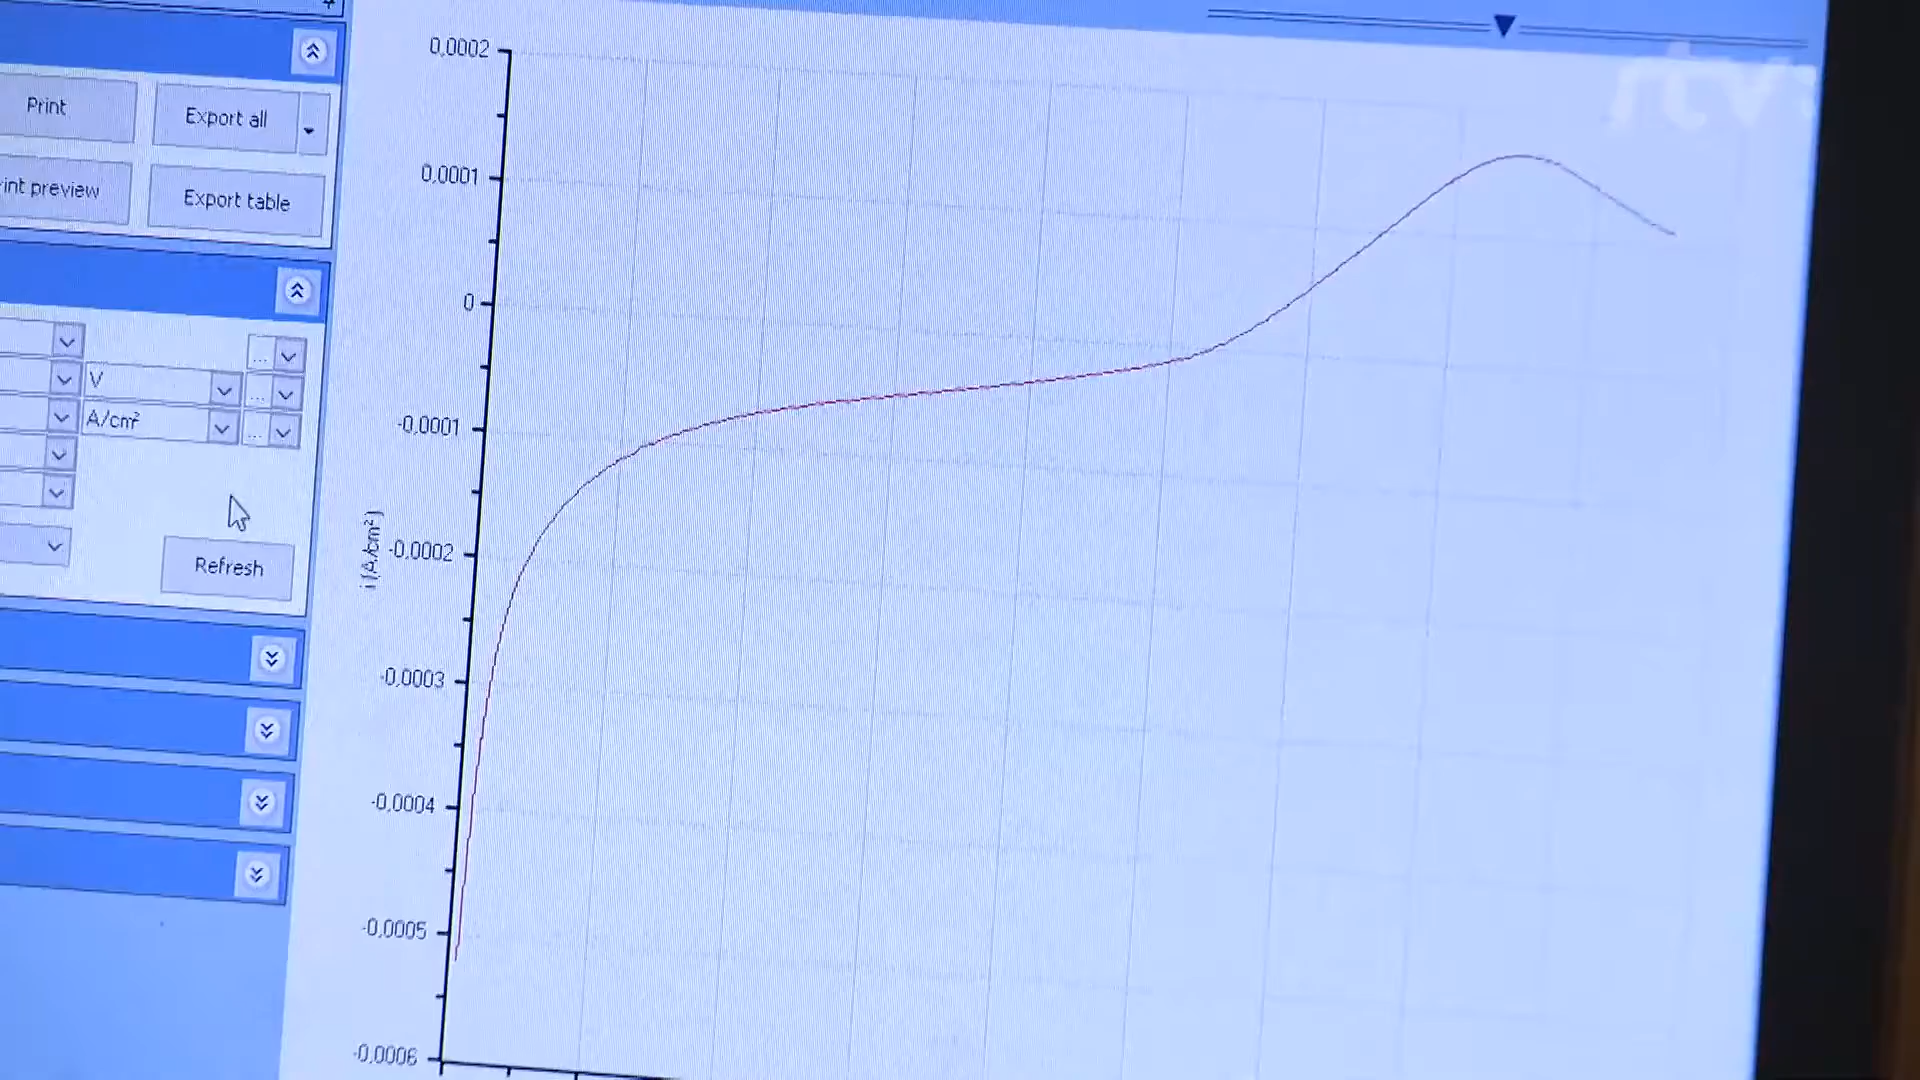 Print
Export all
int preview
Export table
...
V
...
A/cm²
...
Refresh
0,0002
0,0001
0
-0,0001
-0,0002
-0,0003
-0,0004
-0,0005
-0,0006
i (A/cm²)
rtvs